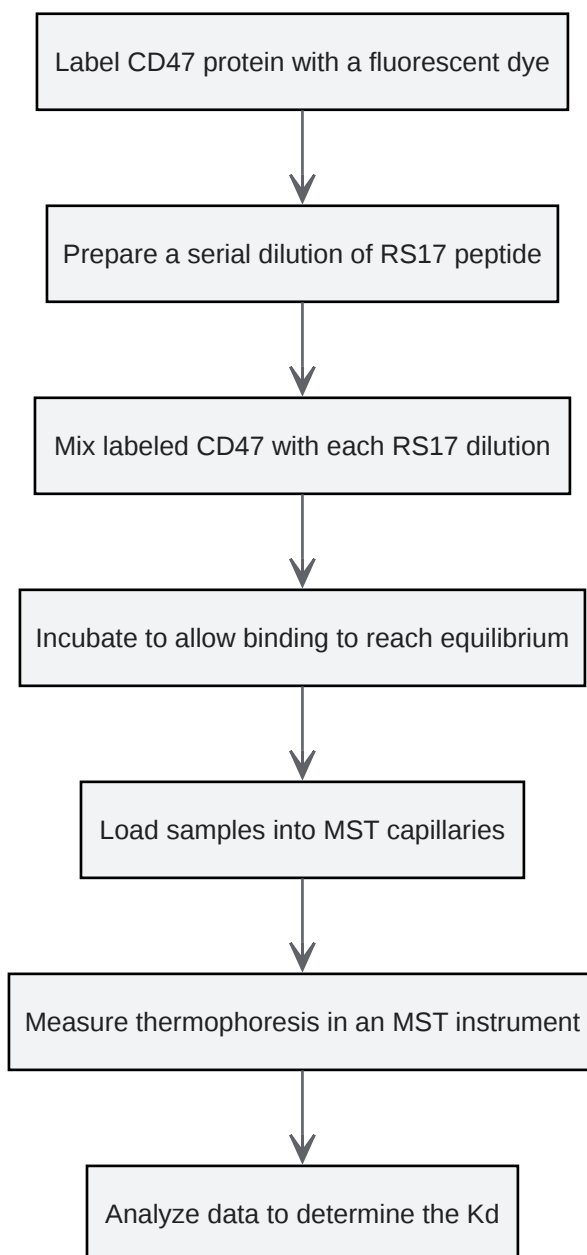 Label CD47 protein with a fluorescent dye
Prepare a serial dilution of RS17 peptide
Mix labeled CD47 with each RS17 dilution
Incubate to allow binding to reach equilibrium
Load samples into MST capillaries
Measure thermophoresis in an MST instrument
Analyze data to determine the Kd